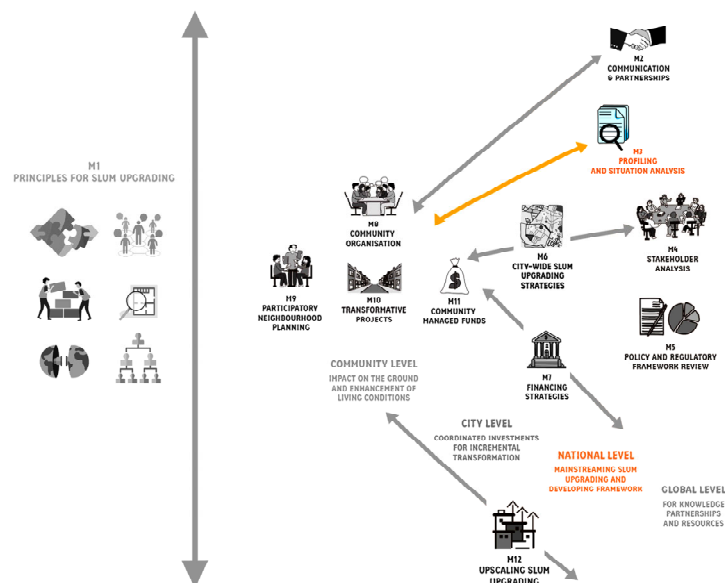 M1
PRINCIPLES FOR SLUM UPGRADING
M2
COMMUNICATION
& PARTNERSHIPS
M3
PROFILING
AND SITUATION ANALYSIS
M8
COMMUNITY
ORGANISATION
M6
CITY-WIDE SLUM
UPGRADING
STRATEGIES
M4
STAKEHOLDER
ANALYSIS
M9
PARTICIPATORY
NEIGHBOURHOOD
PLANNING
M10
TRANSFORMATIVE
PROJECTS
$
M11
COMMUNITY
MANAGED FUNDS
M5
POLICY AND REGULATORY
FRAMEWORK REVIEW
M7
FINANCING
STRATEGIES
COMMUNITY LEVEL
IMPACT ON THE GROUND
AND ENHANCEMENT OF
LIVING CONDITIONS
CITY LEVEL
COORDINATED INVESTMENTS
FOR INCREMENTAL
TRANSFORMATION
NATIONAL LEVEL
MAINSTREAMING SLUM
UPGRADING AND
DEVELOPING FRAMEWORK
GLOBAL LEVEL
FOR KNOWLEDGE
PARTNERSHIPS
AND RESOURCES
M12
UPSCALING SLUM
UPGRADING